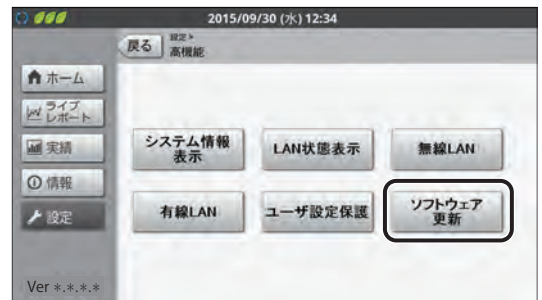 2015/09/30 (水) 12:34
戻る
設定>
高機能
ホーム
ライブ
レポート
実績
情報
設定
システム情報
表示
LAN状態表示
無線LAN
有線LAN
ユーザ設定保護
ソフトウェア
更新
Ver *.*.*.*